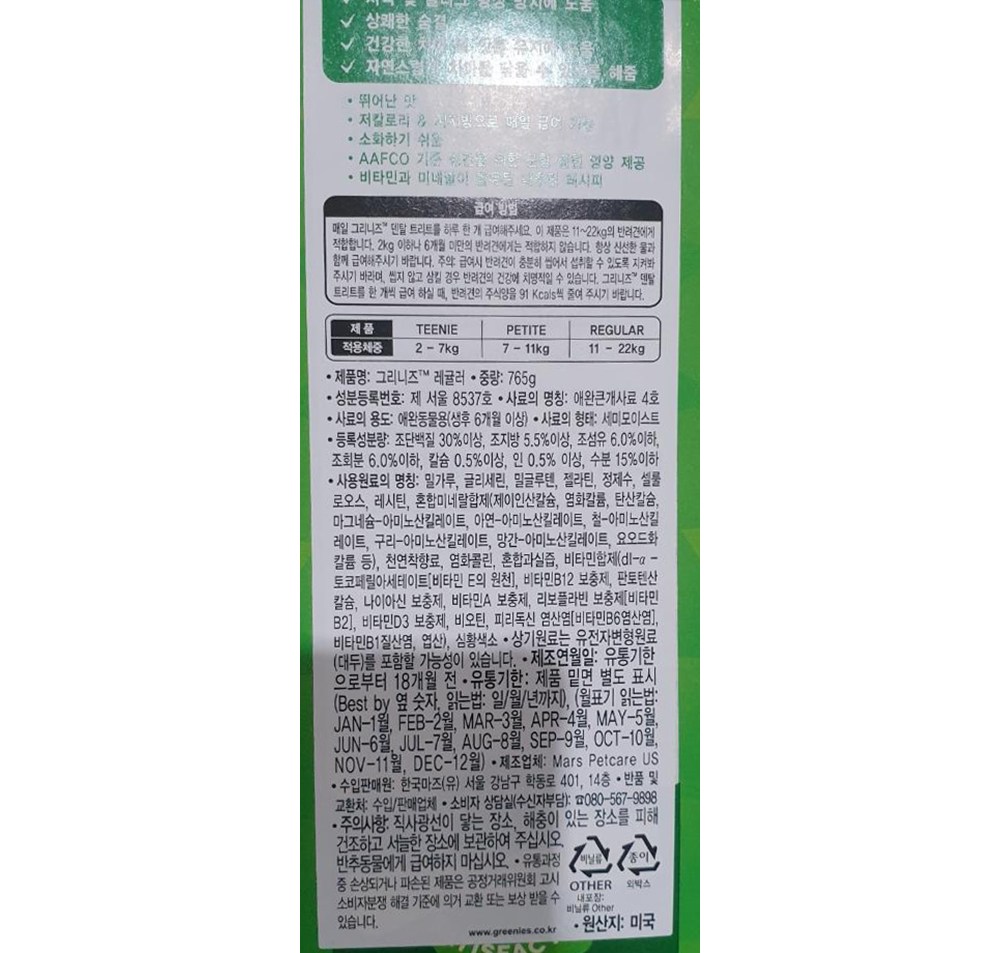 ✓ 상쾌한 숨결
✓ 건강한 유지에
✓ 해줌
• 뛰어난 맛
• 저칼로리 & 매일 급여
• 소화하기 쉬움
• AAFCO 기준 영양 제공
• 비타민과 미네랄이 레시피
급여 방법
매일 그리니즈™ 덴탈 트리트를 하루 한 개 급여해주세요. 이 제품은 11~22kg의 반려견에게
적합합니다. 2kg 이하나 6개월 미만의 반려견에게는 적합하지 않습니다. 항상 신선한 물과
함께 급여해주시기 바랍니다. 주의: 급여시 반려견이 충분히 씹어서 섭취할 수 있도록 지켜봐
주시기 바라며, 씹지 않고 삼킬 경우 반려견의 건강에 치명적일 수 있습니다. 그리니즈™ 덴탈
트리트를 한 개씩 급여 하실 때, 반려견의 주식양을 91 Kcals씩 줄여 주시기 바랍니다.
제 품 TEENIE PETITE REGULAR
적용체중 2 - 7kg 7 - 11kg 11 - 22kg
• 제품명: 그리니즈™ 레귤러 • 중량: 765g
• 성분등록번호: 제 서울 8537호 • 사료의 명칭: 애완큰개사료 4호
• 사료의 용도: 애완동물용(생후 6개월 이상) • 사료의 형태: 세미모이스트
• 등록성분량: 조단백질 30%이상, 조지방 5.5%이상, 조섬유 6.0%이하,
조회분 6.0%이하, 칼슘 0.5%이상, 인 0.5% 이상, 수분 15%이하
• 사용원료의 명칭: 밀가루, 글리세린, 밀글루텐, 젤라틴, 정제수, 셀룰
로오스, 레시틴, 혼합미네랄합제(제이인산칼슘, 염화칼륨, 탄산칼슘,
마그네슘-아미노산킬레이트, 아연-아미노산킬레이트, 철-아미노산킬
레이트, 구리-아미노산킬레이트, 망간-아미노산킬레이트, 요오드화
칼륨 등), 천연착향료, 염화콜린, 혼합과실즙, 비타민합제(dl-α -
토코페릴아세테이트[비타민 E의 원천], 비타민B12 보충제, 판토텐산
칼슘, 나이아신 보충제, 비타민A 보충제, 리보플라빈 보충제[비타민
B2], 비타민D3 보충제, 비오틴, 피리독신 염산염[비타민B6염산염],
비타민B1질산염, 엽산), 심황색소 • 상기원료는 유전자변형원료
(대두)를 포함할 가능성이 있습니다. • 제조연월일: 유통기한
으로부터 18개월 전 • 유통기한: 제품 밑면 별도 표시
(Best by 옆 숫자, 읽는법: 일/월/년까지), (월표기 읽는법:
JAN-1월, FEB-2월, MAR-3월, APR-4월, MAY-5월,
JUN-6월, JUL-7월, AUG-8월, SEP-9월, OCT-10월,
NOV-11월, DEC-12월) • 제조업체: Mars Petcare US
• 수입판매원: 한국마즈(유) 서울 강남구 학동로 401, 14층 • 반품 및
교환처: 수입/판매업체 • 소비자 상담실(수신자부담): ☎080-567-9898
• 주의사항: 직사광선이 닿는 장소, 해충이 있는 장소를 피해
건조하고 서늘한 장소에 보관하여 주십시오.
반추동물에게 급여하지 마십시오. • 유통과정
중 손상되거나 파손된 제품은 공정거래위원회 고시
소비자분쟁 해결 기준에 의거 교환 또는 보상 받을 수
있습니다.
비닐류 종이
OTHER 외박스
내포장:
비닐류 Other
• 원산지: 미국
www.greenies.co.kr